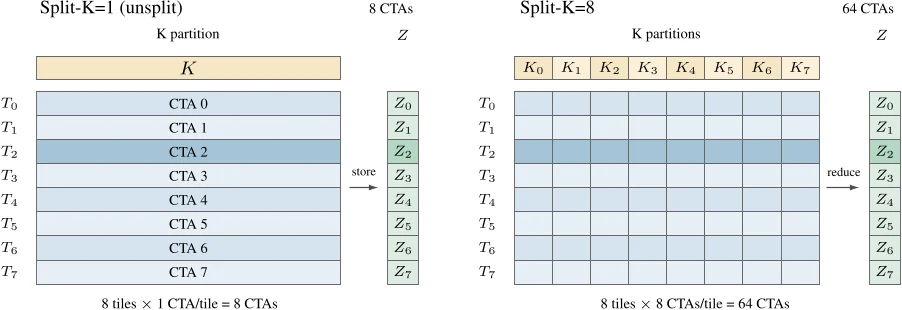 Split-K=1 (unsplit) 8 CTAs
K partition Z
K
T0 CTA 0 Z0
T1 CTA 1 Z1
T2 CTA 2 Z2
T3 CTA 3 Z3
store
T4 CTA 4 Z4
T5 CTA 5 Z5
T6 CTA 6 Z6
T7 CTA 7 Z7
8 tiles × 1 CTA/tile = 8 CTAs
Split-K=8 64 CTAs
K partitions Z
K0 K1 K2 K3 K4 K5 K6 K7
T0 Z0
T1 Z1
T2 Z2
T3 Z3
reduce
T4 Z4
T5 Z5
T6 Z6
T7 Z7
8 tiles × 8 CTAs/tile = 64 CTAs